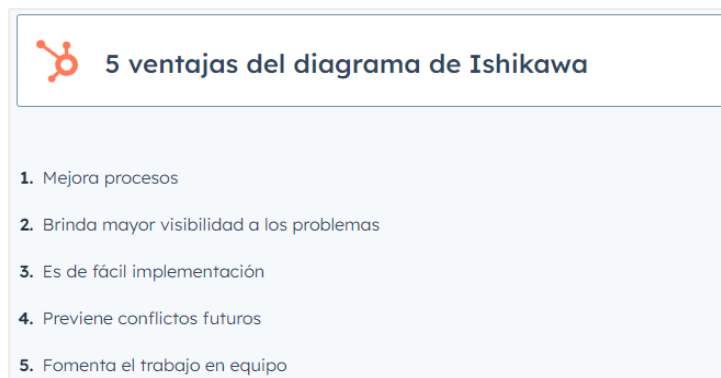 5 ventajas del diagrama de Ishikawa
1. Mejora procesos
2. Brinda mayor visibilidad a los problemas
3. Es de fácil implementación
4. Previene conflictos futuros
5. Fomenta el trabajo en equipo